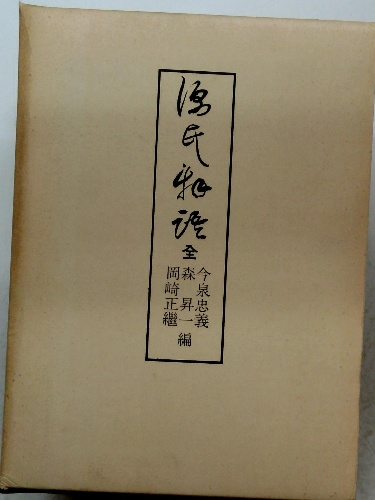 源氏物語
全
今泉忠義
森昇一
岡崎正繼
編